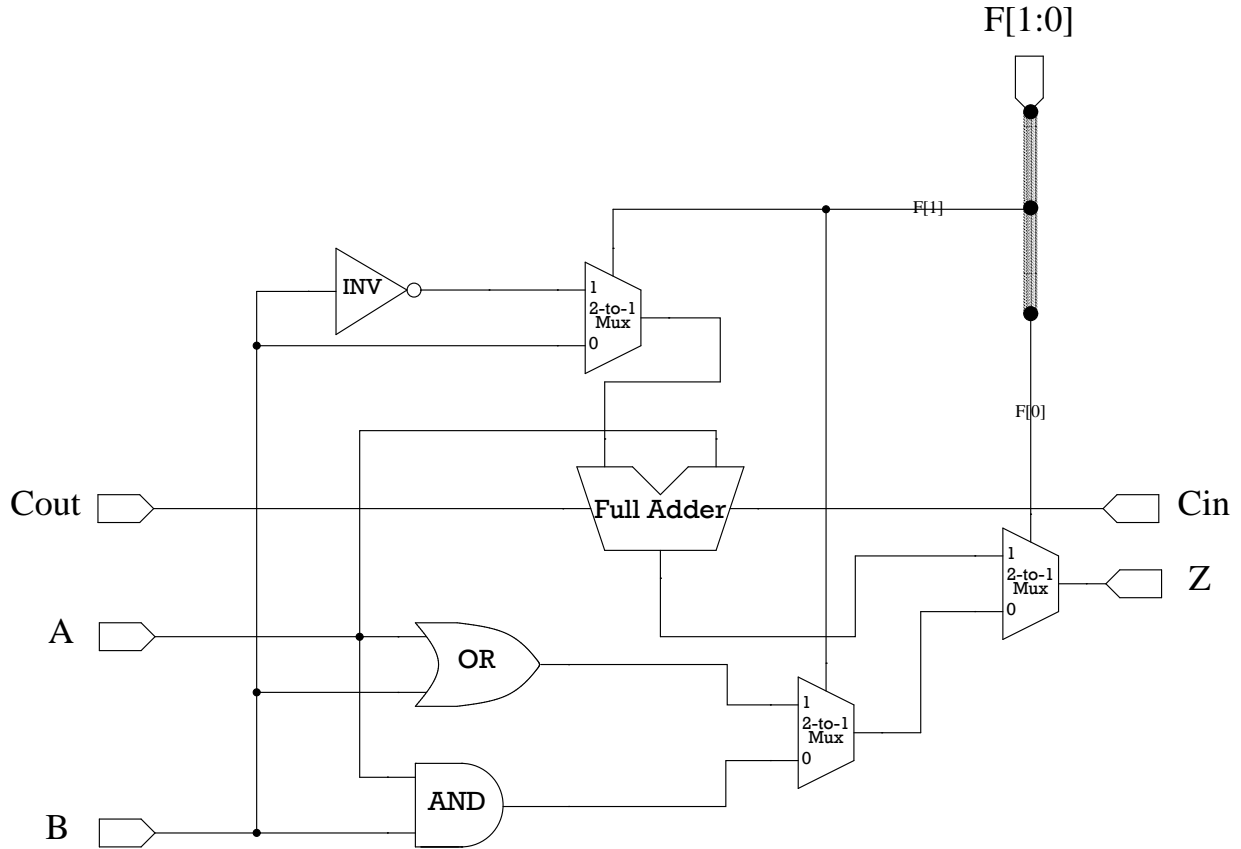 F[1:0]
F[1]
INV
1
2-to-1
Mux
0
F[0]
Cout
Full Adder
Cin
1
2-to-1
Mux
0
Z
A
OR
1
2-to-1
Mux
0
AND
B